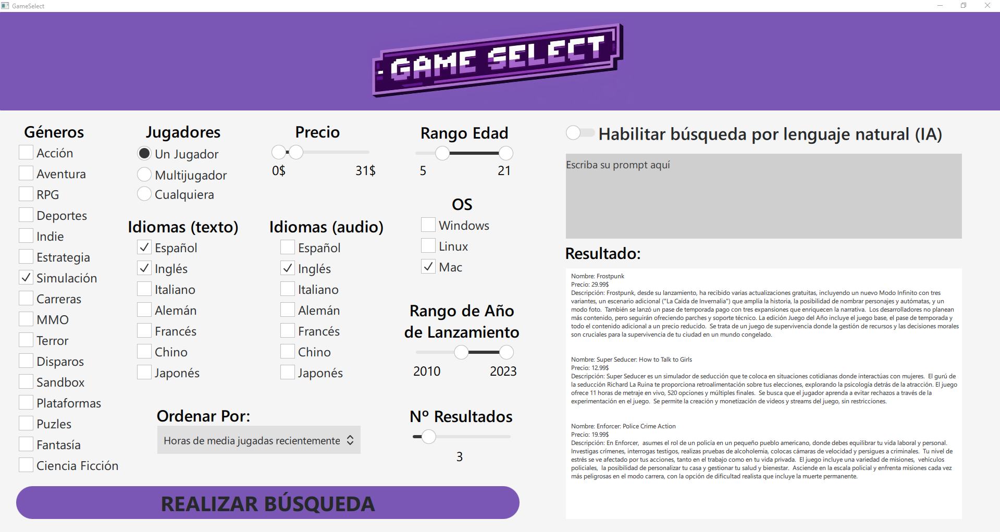 GameSelect
GAME SELECT
Géneros
Acción
Aventura
RPG
Deportes
Indie
Estrategia
Simulación
Carreras
MMO
Terror
Disparos
Sandbox
Plataformas
Puzles
Fantasía
Ciencia Ficción
Jugadores
Un Jugador
Multijugador
Cualquiera
Precio
0$ 31$
Rango Edad
5 21
Idiomas (texto)
Español
Inglés
Italiano
Alemán
Francés
Chino
Japonés
Idiomas (audio)
Español
Inglés
Italiano
Alemán
Francés
Chino
Japonés
OS
Windows
Linux
Mac
Rango de Año
de Lanzamiento
2010 2023
Ordenar Por:
Horas de media jugadas recientemente
Nº Resultados
3
REALIZAR BÚSQUEDA
Habilitar búsqueda por lenguaje natural (IA)
Escriba su prompt aquí
Resultado:
Nombre: Frostpunk
Precio: 29.99$
Descripción: Frostpunk, desde su lanzamiento, ha recibido varias actualizaciones gratuitas, incluyendo un nuevo Modo Infinito con tres
variantes, un escenario adicional ("La Caída de Invernalia") que amplía la historia, la posibilidad de nombrar personajes y autómatas, y un
modo foto.  También se lanzó un pase de temporada pago con tres expansiones que enriquecen la narrativa.  Los desarrolladores no planean
más contenido, pero seguirán ofreciendo parches y soporte técnico. La edición Juego del Año incluye el juego base, el pase de temporada y
todo el contenido adicional a un precio reducido.  Se trata de un juego de supervivencia donde la gestión de recursos y las decisiones morales
son cruciales para la supervivencia de tu ciudad en un mundo congelado.
Nombre: Super Seducer: How to Talk to Girls
Precio: 12.99$
Descripción: Super Seducer es un simulador de seducción que te coloca en situaciones cotidianas donde interactúas con mujeres.  El gurú de
la seducción Richard La Ruina te proporciona retroalimentación sobre tus elecciones, explorando la psicología detrás de la atracción. El juego
ofrece 11 horas de metraje en vivo, 520 opciones y múltiples finales.  Se busca que el jugador aprenda a evitar rechazos a través de la
experimentación en el juego.  Se permite la creación y monetización de videos y streams del juego, sin restricciones.
Nombre: Enforcer: Police Crime Action
Precio: 19.99$
Descripción: En Enforcer,  asumes el rol de un policía en un pequeño pueblo americano, donde debes equilibrar tu vida laboral y personal.
Investigas crímenes, interrogas testigos, realizas pruebas de alcoholemia, colocas cámaras de velocidad y persigues a criminales.  Tu nivel de
estrés se ve afectado por tus acciones, tanto en el trabajo como en tu vida privada.  El juego incluye una variedad de misiones,  vehículos
policiales,  la posibilidad de personalizar tu casa y gestionar tu salud y bienestar.  Asciende en la escala policial y enfrenta misiones cada vez
más peligrosas en el modo carrera, con la opción de dificultad realista que incluye la muerte permanente.